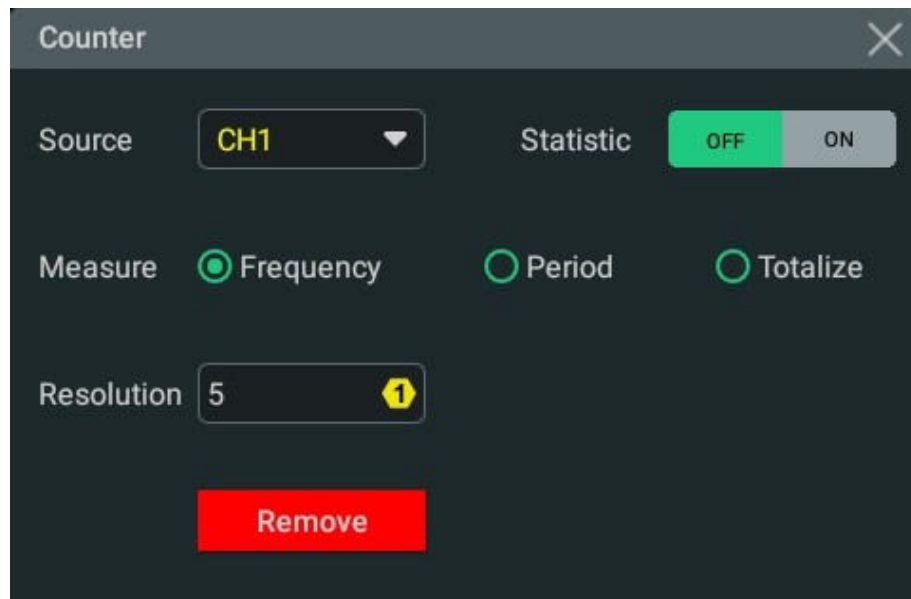 Counter
Source CH1 Statistic OFF ON
Measure Frequency Period Totalize
Resolution 5 1
Remove